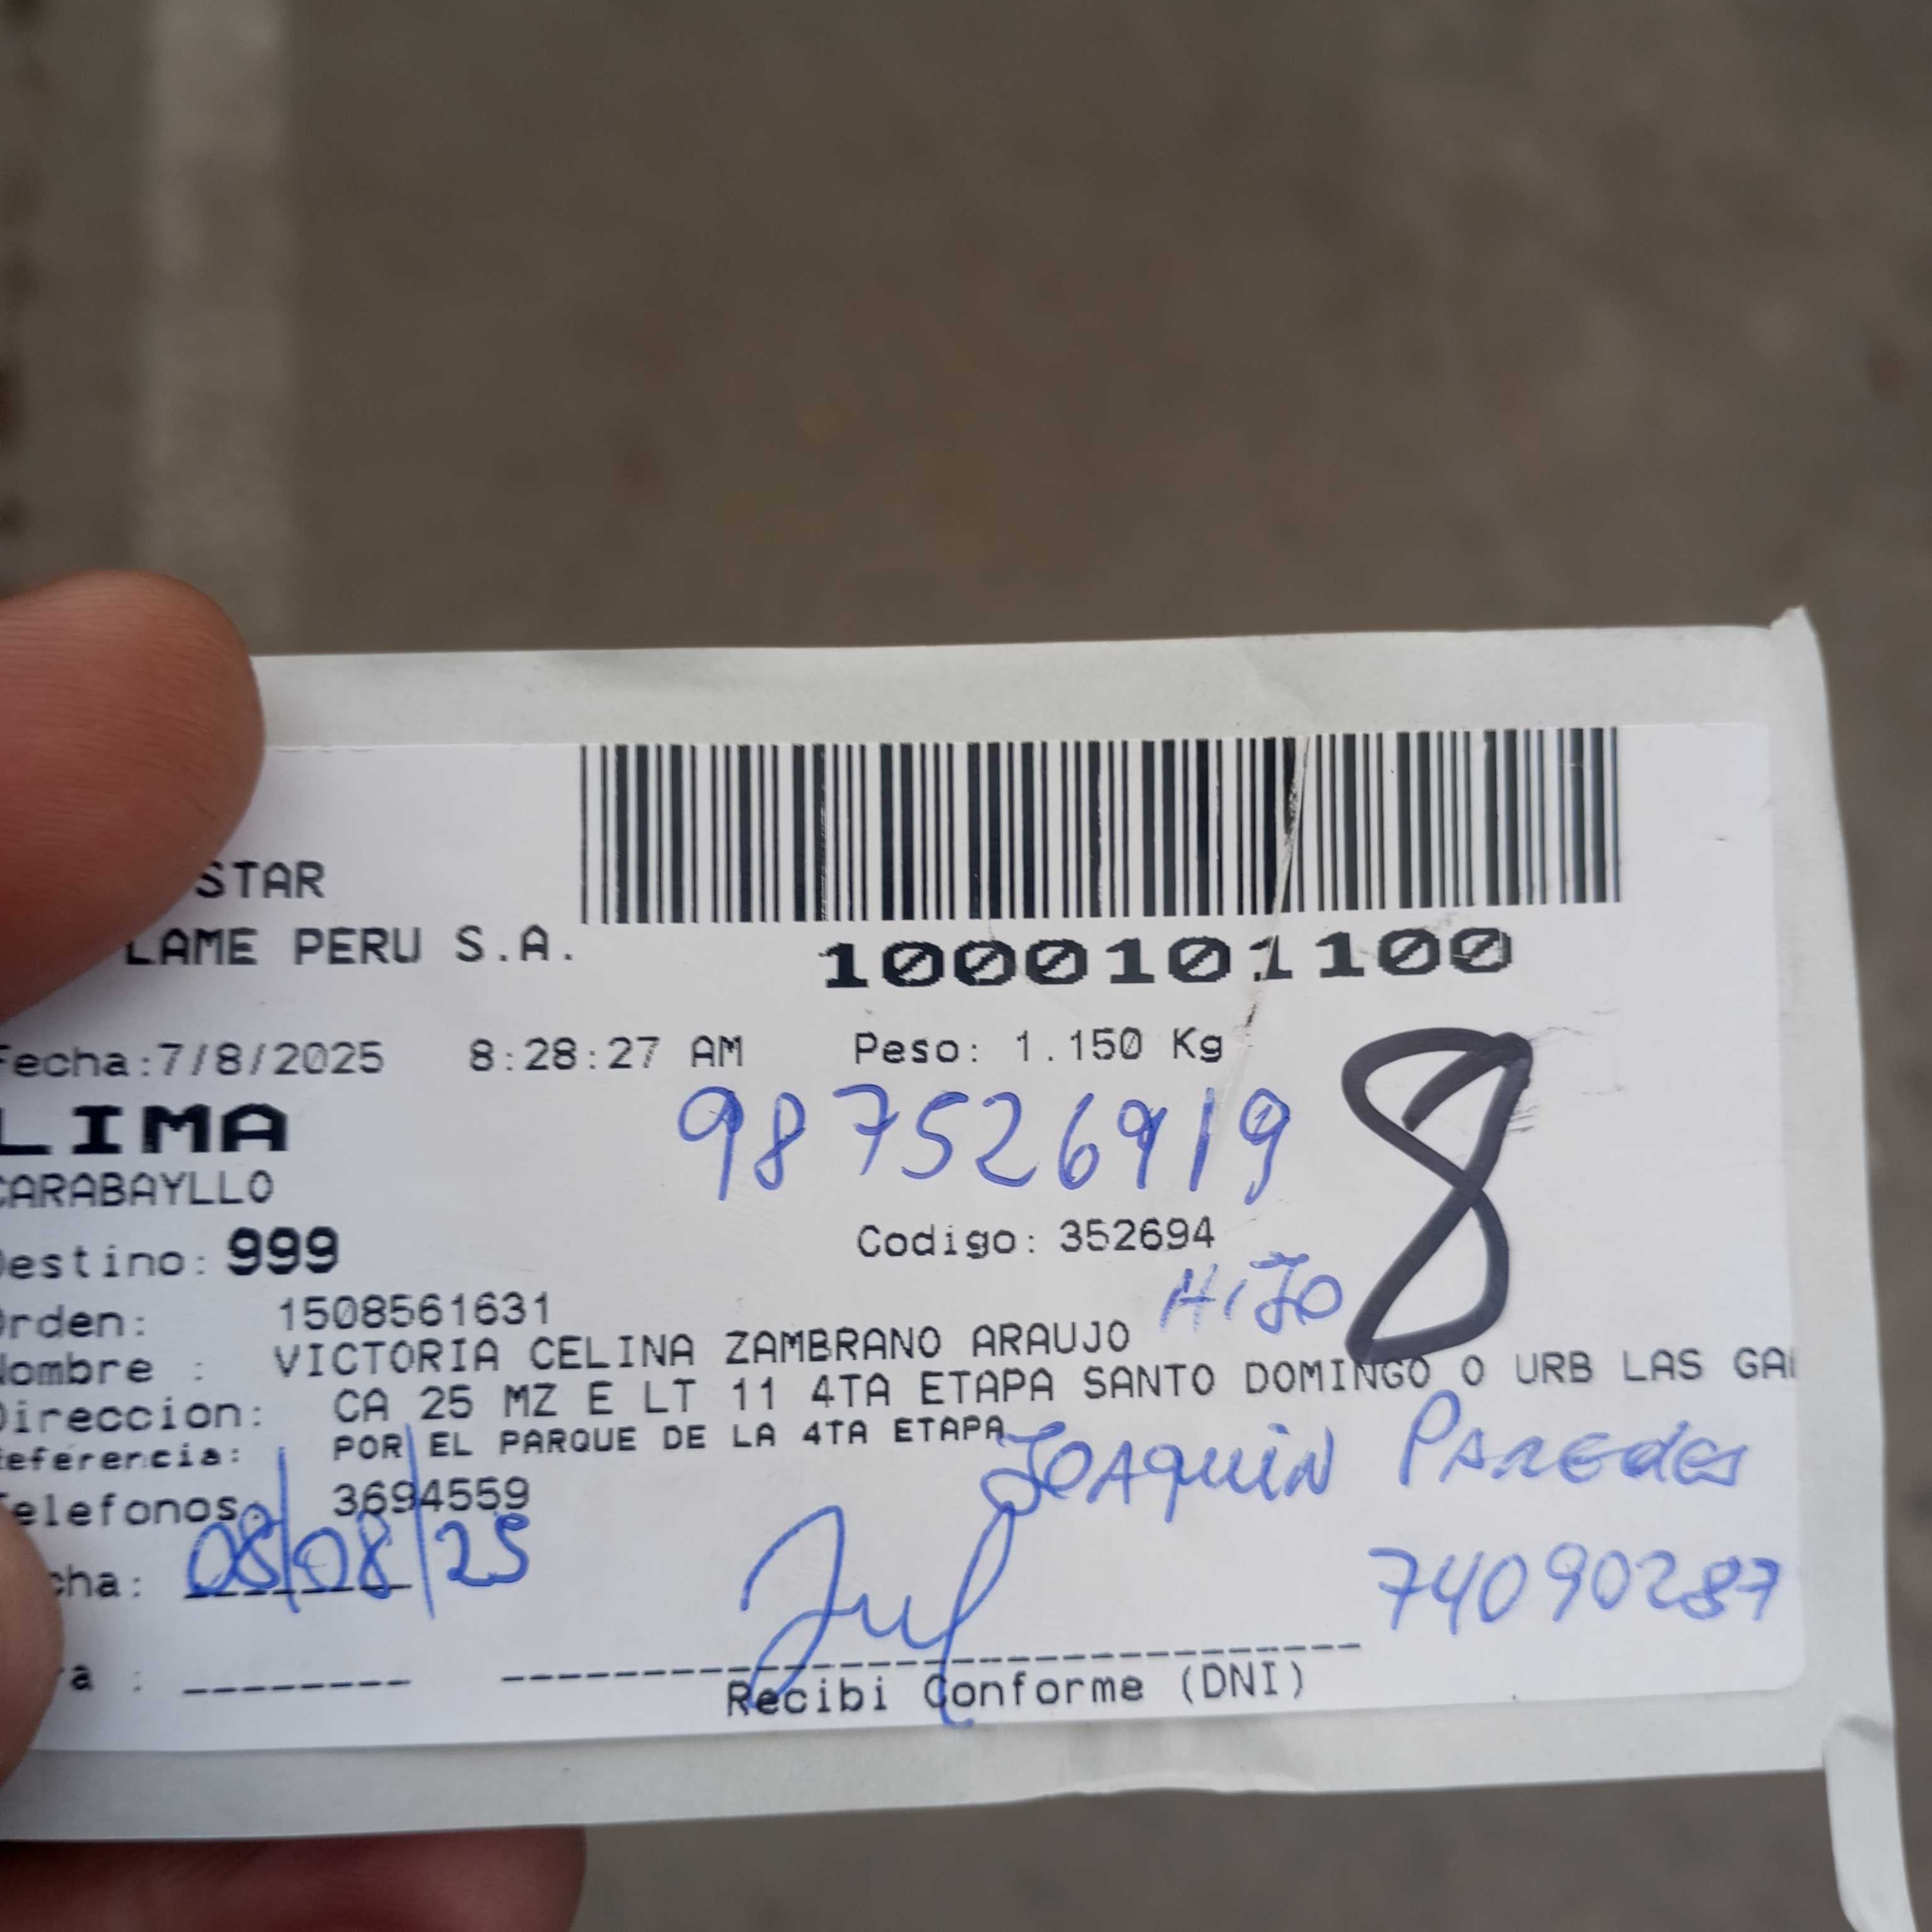 STAR
LAME PERU S.A.
1000101100
Fecha:7/8/2025 8:28:27 AM Peso: 1.150 Kg
LIMA
987526919
8
CARABAYLLO
Destino: 999
Codigo: 352694
Orden: 1508561631
HiJO
Nombre : VICTORIA CELINA ZAMBRANO ARAUJO
Direccion: CA 25 MZ E LT 11 4TA ETAPA SANTO DOMINGO O URB LAS GA
Referencia: POR EL PARQUE DE LA 4TA ETAPA
JOAquiN PAREdes
Telefonos: 3694559
cha: 08/08/25
74090287
ra :
Recibi Conforme (DNI)